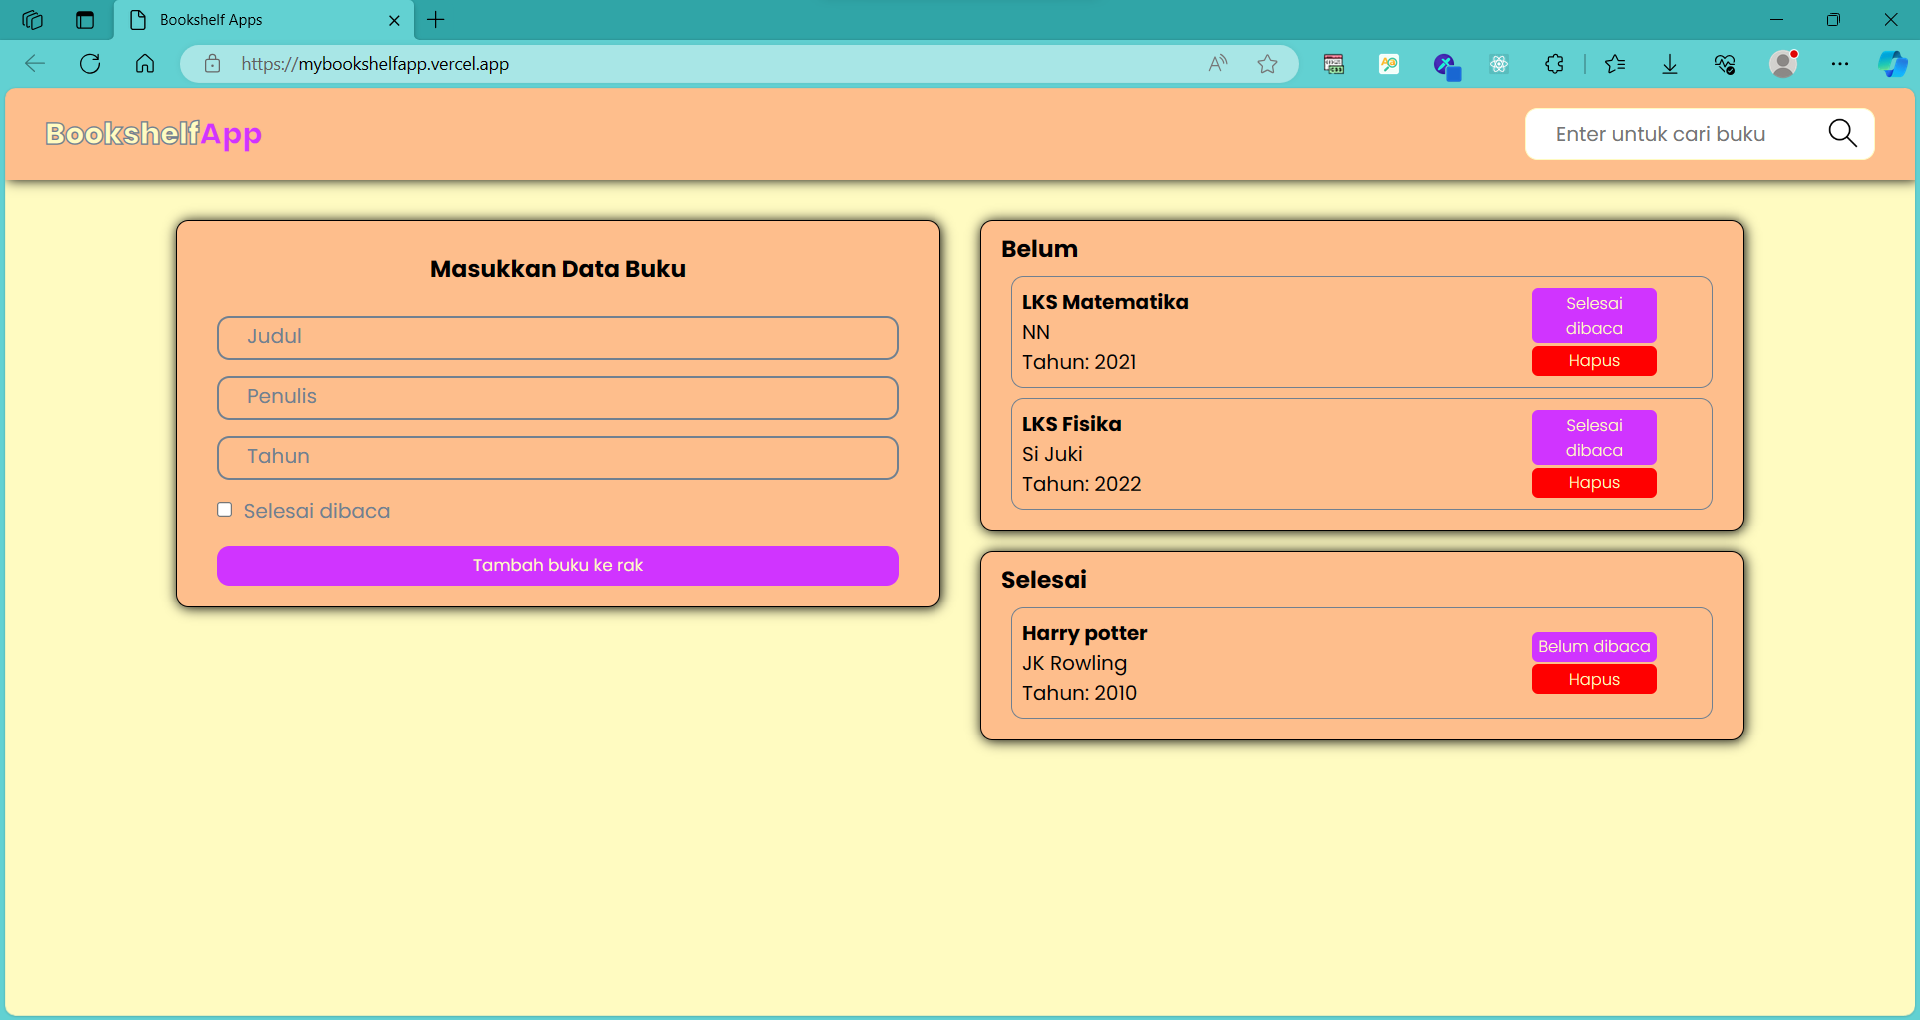 Bookshelf Apps
https://mybookshelfapp.vercel.app
BookshelfApp
Enter untuk cari buku
Masukkan Data Buku
Judul
Penulis
Tahun
Selesai dibaca
Tambah buku ke rak
Belum
LKS Matematika
NN
Tahun: 2021
Selesai
dibaca
Hapus
LKS Fisika
Si Juki
Tahun: 2022
Selesai
dibaca
Hapus
Selesai
Harry potter
JK Rowling
Tahun: 2010
Belum dibaca
Hapus